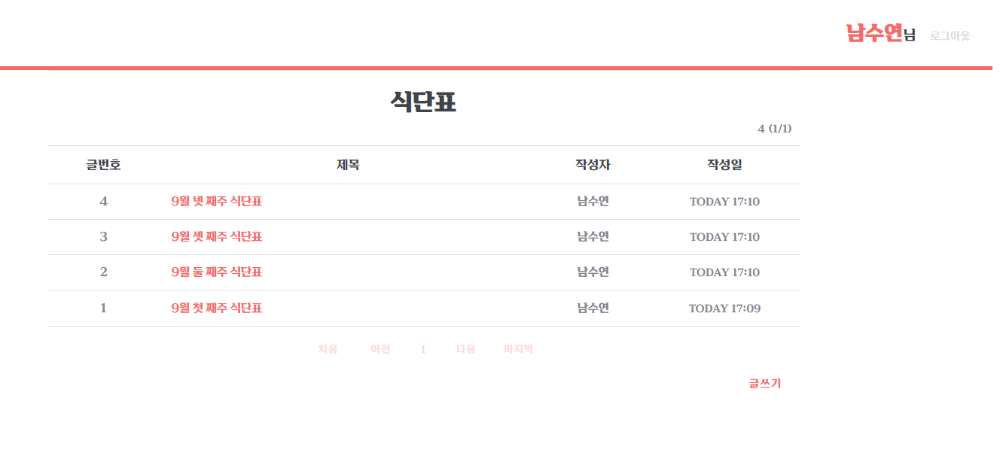 남수연님 로그아웃
식단표
4 (1/1)
글번호 제목 작성자 작성일
4 9월 넷 째주 식단표 남수연 TODAY 17:10
3 9월 셋 째주 식단표 남수연 TODAY 17:10
2 9월 둘 째주 식단표 남수연 TODAY 17:10
1 9월 첫 째주 식단표 남수연 TODAY 17:09
처음 이전 1 다음 마지막
글쓰기